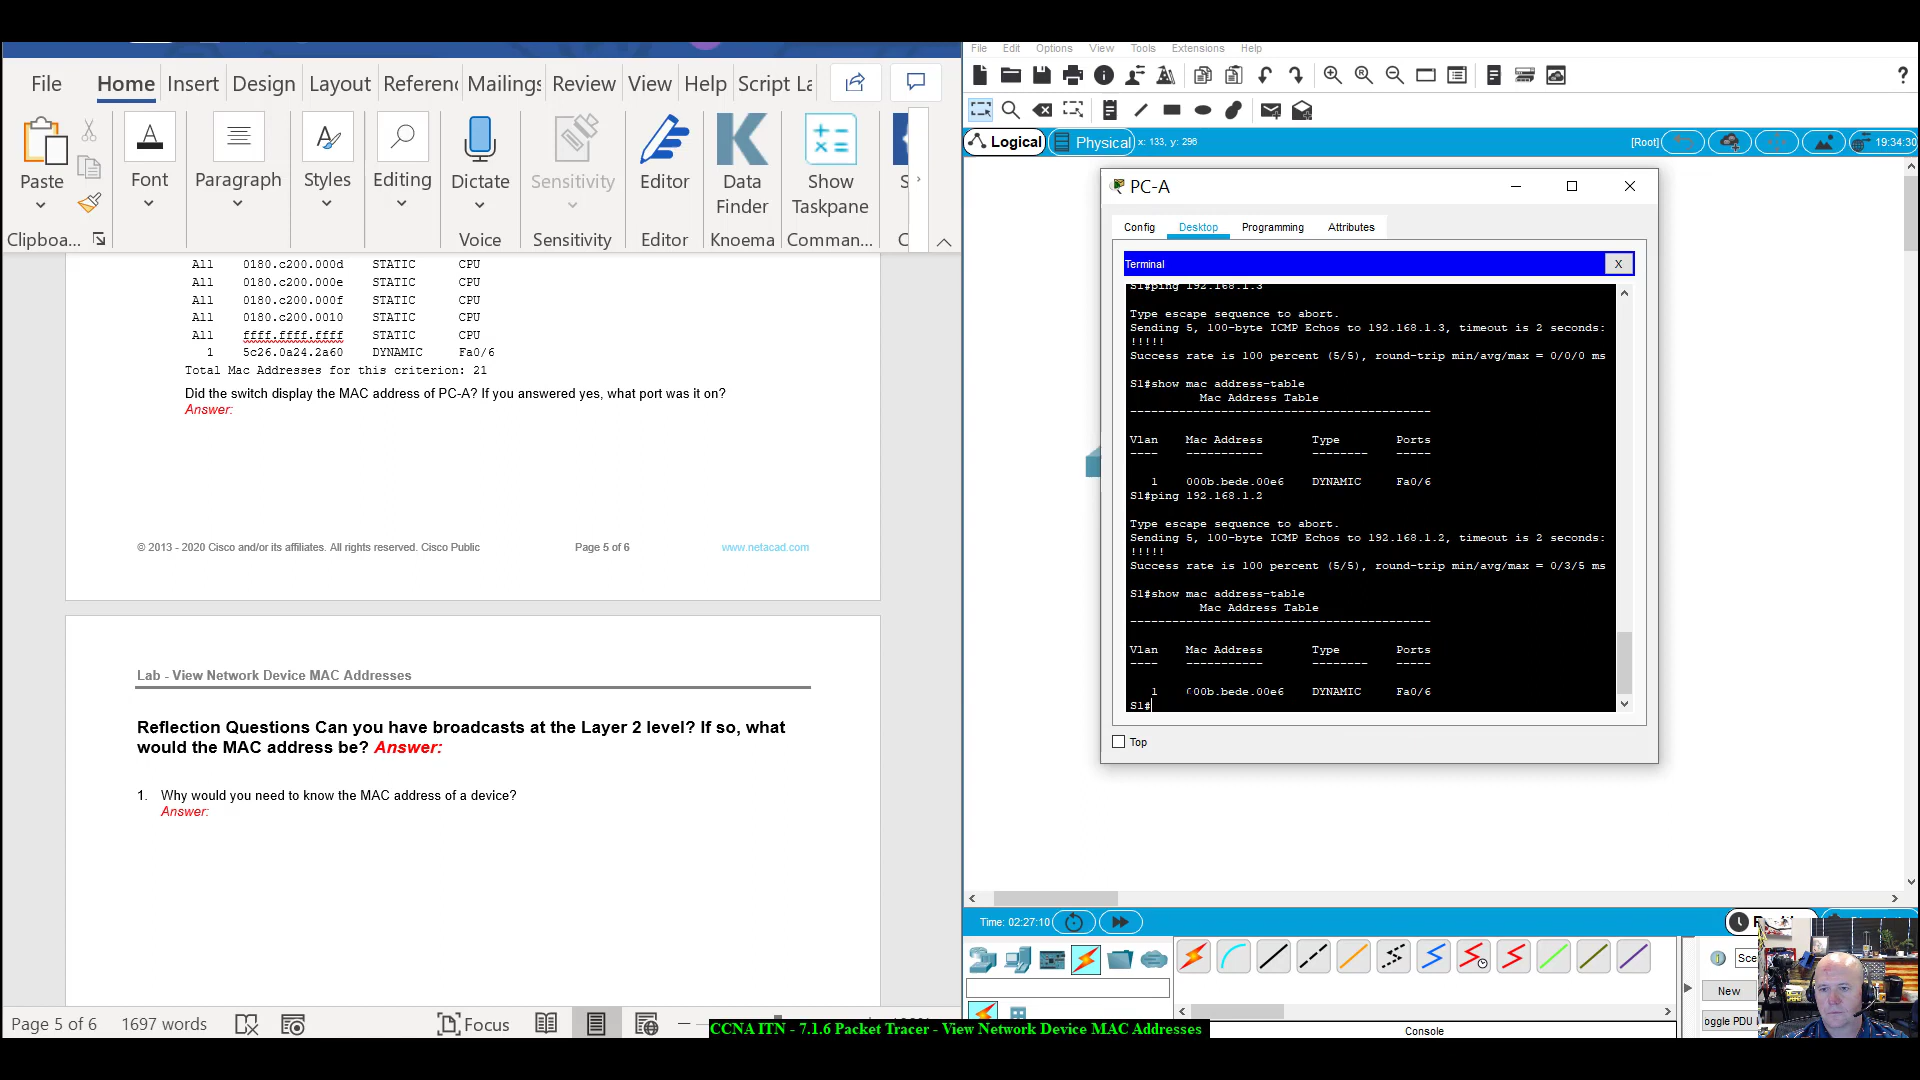 File Home Insert Design Layout Referenc Mailings Review View Help Script La
Paste Font Paragraph Styles Editing Dictate Sensitivity Editor Data Finder Show Taskpane
Clipboa... Voice Sensitivity Editor Knoema Comman...
All 0180.c200.000d STATIC CPU
All 0180.c200.000e STATIC CPU
All 0180.c200.000f STATIC CPU
All 0180.c200.0010 STATIC CPU
All ffff.ffff.ffff STATIC CPU
1 5c26.0a24.2a60 DYNAMIC Fa0/6
Total Mac Addresses for this criterion: 21
Did the switch display the MAC address of PC-A? If you answered yes, what port was it on?
Answer:
© 2013 - 2020 Cisco and/or its affiliates. All rights reserved. Cisco Public Page 5 of 6 www.netacad.com
Lab - View Network Device MAC Addresses
Reflection Questions Can you have broadcasts at the Layer 2 level? If so, what
would the MAC address be? Answer:
1. Why would you need to know the MAC address of a device?
Answer:
Page 5 of 6 1697 words Focus
File Edit Options View Tools Extensions Help
?
Logical Physical x: 133, y: 296 [Root] 19:34:30
PC-A
Config Desktop Programming Attributes
Terminal X
S1#ping 192.168.1.3
Type escape sequence to abort.
Sending 5, 100-byte ICMP Echos to 192.168.1.3, timeout is 2 seconds:
!!!!!
Success rate is 100 percent (5/5), round-trip min/avg/max = 0/0/0 ms
S1#show mac address-table
Mac Address Table
-------------------------------------------
Vlan Mac Address Type Ports
---- ----------- -------- -----
1 000b.bede.00e6 DYNAMIC Fa0/6
S1#ping 192.168.1.2
Type escape sequence to abort.
Sending 5, 100-byte ICMP Echos to 192.168.1.2, timeout is 2 seconds:
!!!!!
Success rate is 100 percent (5/5), round-trip min/avg/max = 0/3/5 ms
S1#show mac address-table
Mac Address Table
-------------------------------------------
Vlan Mac Address Type Ports
---- ----------- -------- -----
1 000b.bede.00e6 DYNAMIC Fa0/6
S1#
Top
Time: 02:27:10
Sce
New
oggle PDU
Console
CCNA ITN - 7.1.6 Packet Tracer - View Network Device MAC Addresses